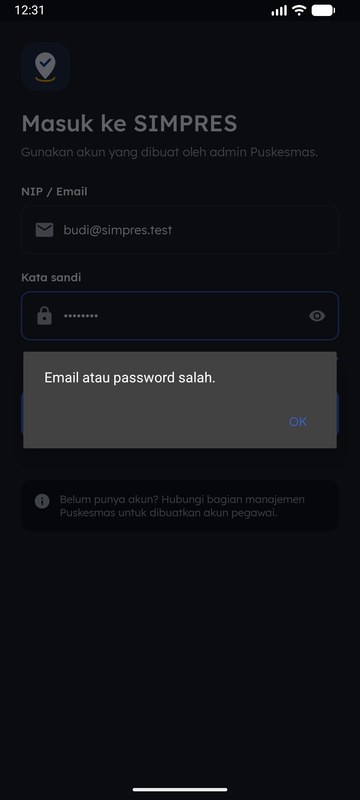 12:31
Masuk ke SIMPRES
Gunakan akun yang dibuat oleh admin Puskesmas.
NIP / Email
budi@simpres.test
Kata sandi
••••••••
Email atau password salah.
OK
Belum punya akun? Hubungi bagian manajemen
Puskesmas untuk dibuatkan akun pegawai.